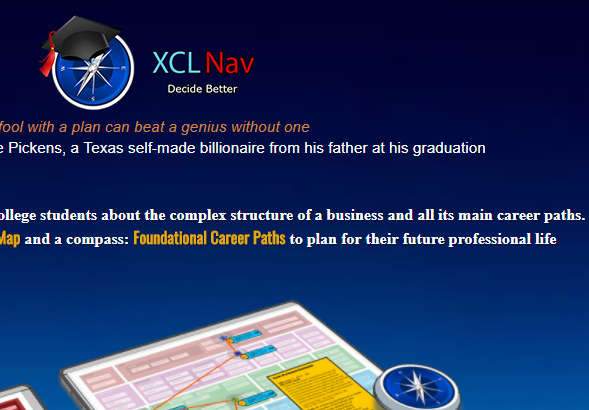 XCL Nav
Decide Better
fool with a plan can beat a genius without one
Pickens, a Texas self-made billionaire from his father at his graduation
college students about the complex structure of a business and all its main career paths.
Map and a compass: Foundational Career Paths to plan for their future professional life